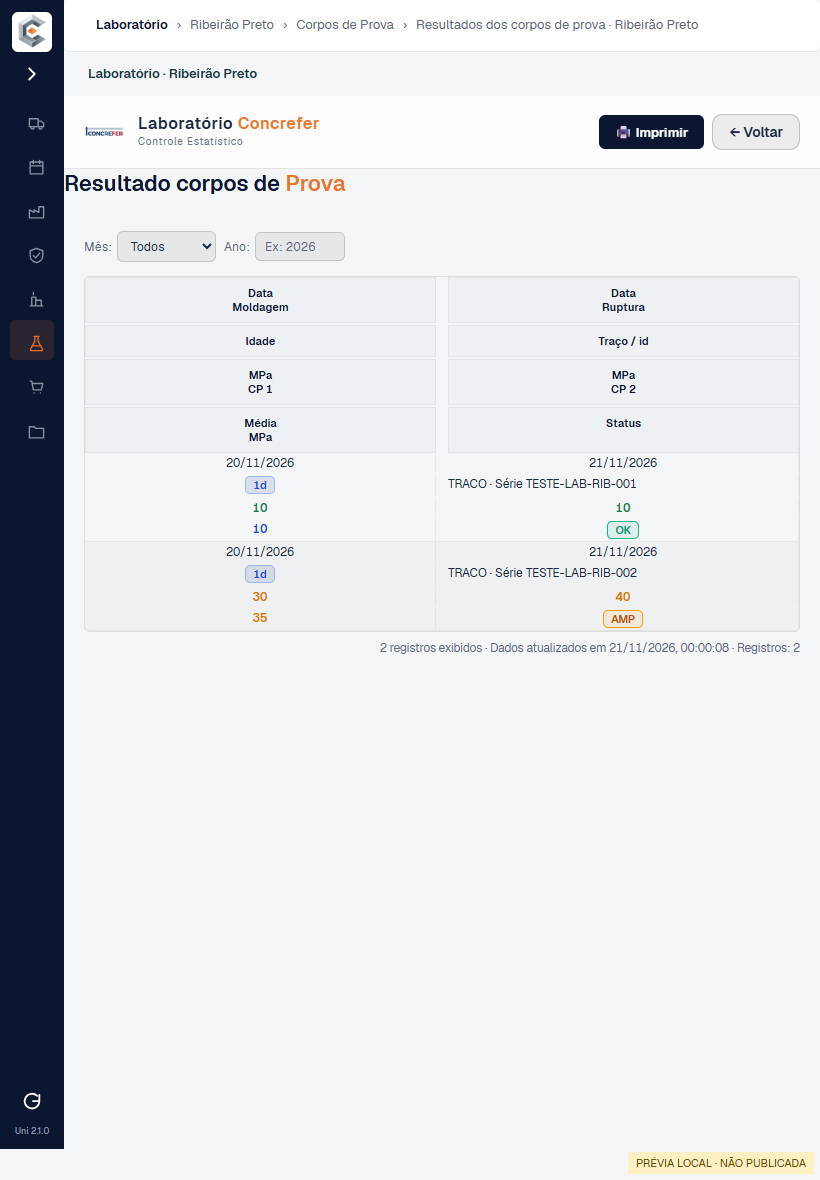 Laboratório › Ribeirão Preto › Corpos de Prova › Resultados dos corpos de prova · Ribeirão Preto
Laboratório · Ribeirão Preto
CONCREFER
Laboratório Concrefer
Controle Estatístico
Imprimir
← Voltar
Resultado corpos de Prova
Mês: Todos Ano: Ex: 2026
Data
Moldagem
Data
Ruptura
Idade
Traço / id
MPa
CP 1
MPa
CP 2
Média
MPa
Status
20/11/2026 21/11/2026
1d TRACO · Série TESTE-LAB-RIB-001
10 10
10 OK
20/11/2026 21/11/2026
1d TRACO · Série TESTE-LAB-RIB-002
30 40
35 AMP
2 registros exibidos · Dados atualizados em 21/11/2026, 00:00:08 · Registros: 2
Uni 2.1.0
PRÉVIA LOCAL · NÃO PUBLICADA